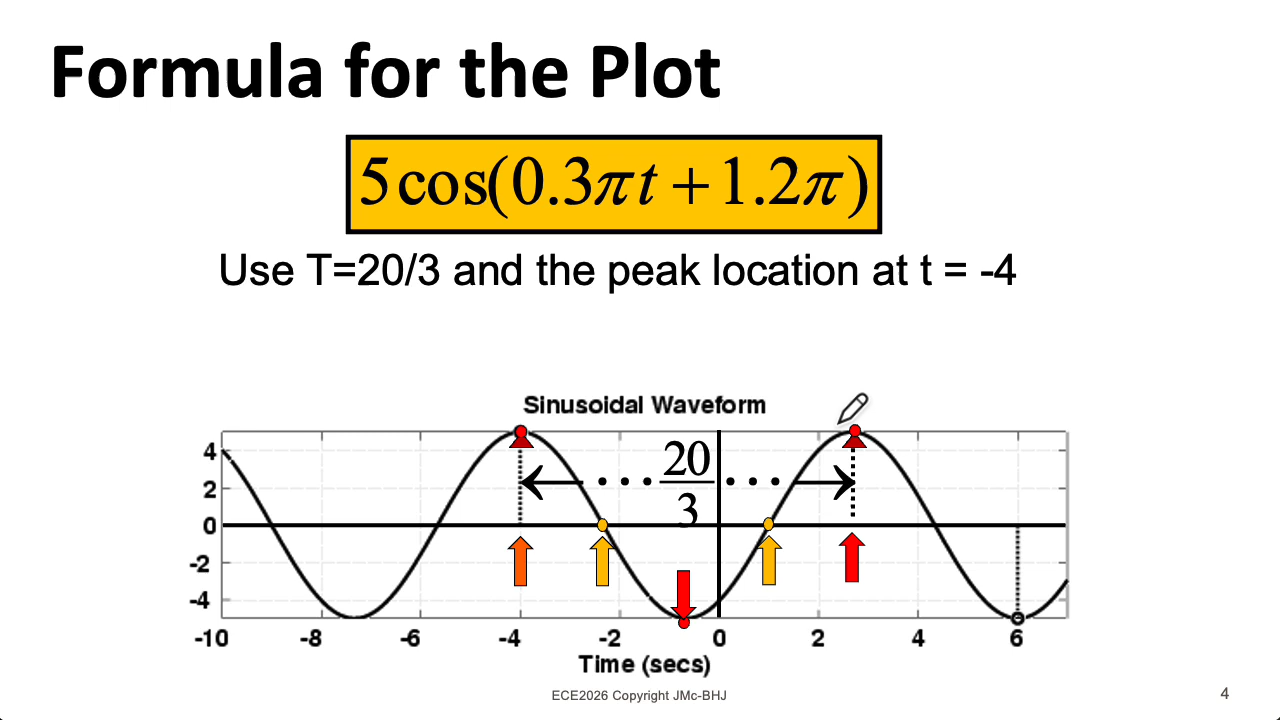 Formula for the Plot
5cos(0.3πt+1.2π)
Use T=20/3 and the peak location at t = -4
Sinusoidal Waveform
4
2
0
-2
-4
20
3
-10 -8 -6 -4 -2 0 2 4 6
Time (secs)
ECE2026 Copyright JMc-BHJ
4